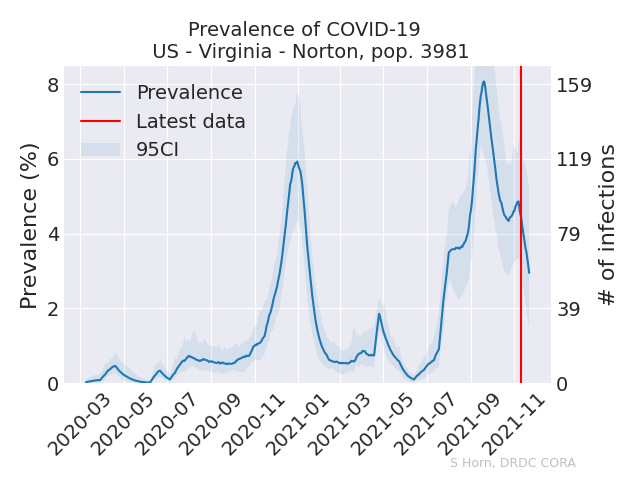 Prevalence of COVID-19
US - Virginia - Norton, pop. 3981
Prevalence
Latest data
95CI
Prevalence (%)
8
6
4
2
0
# of infections
159
119
79
39
0
2020-03
2020-05
2020-07
2020-09
2020-11
2021-01
2021-03
2021-05
2021-07
2021-09
2021-11
S Horn, DRDC CORA